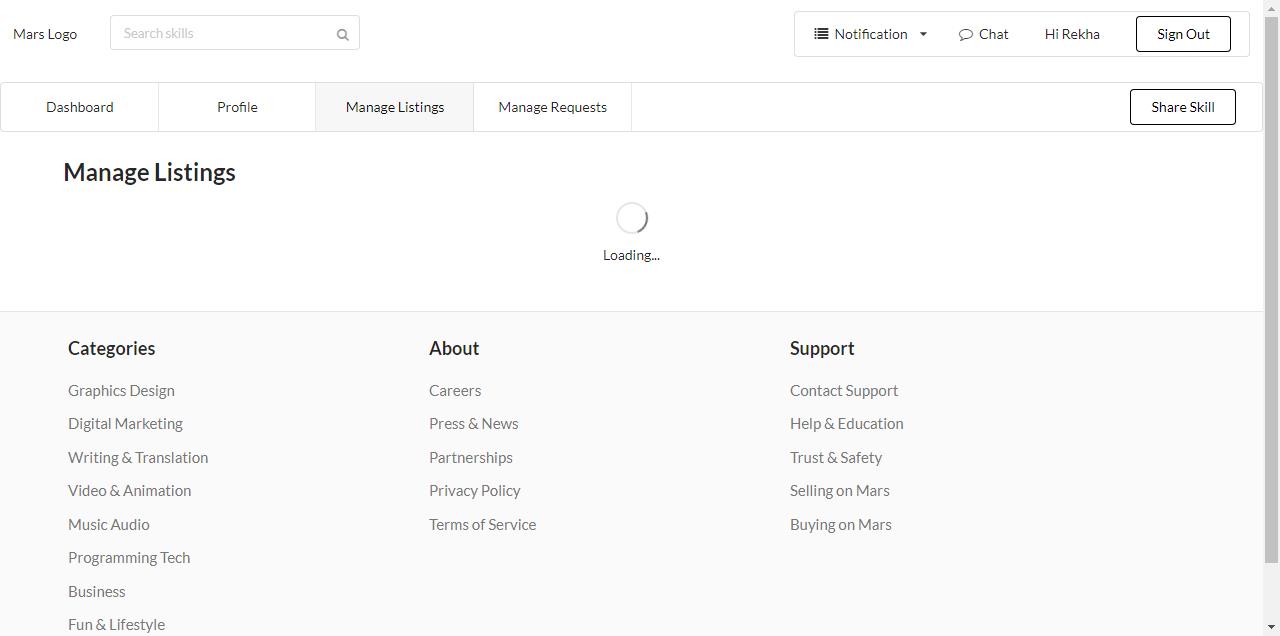 Mars Logo
Search skills
Notification
Chat
Hi Rekha
Sign Out
Dashboard
Profile
Manage Listings
Manage Requests
Share Skill
Manage Listings
Loading...
Categories
Graphics Design
Digital Marketing
Writing & Translation
Video & Animation
Music Audio
Programming Tech
Business
Fun & Lifestyle
About
Careers
Press & News
Partnerships
Privacy Policy
Terms of Service
Support
Contact Support
Help & Education
Trust & Safety
Selling on Mars
Buying on Mars